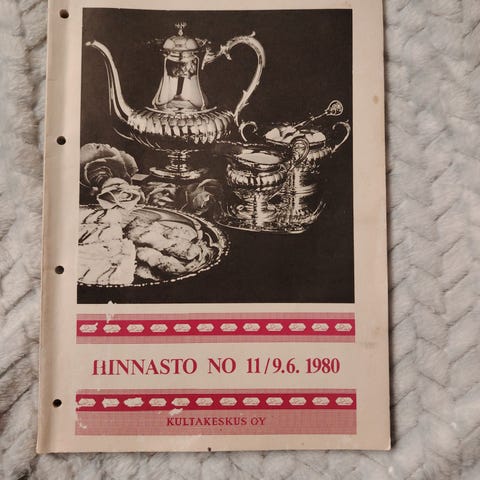 HINNASTO NO 11/9.6. 1980
KULTAKESKUS OY